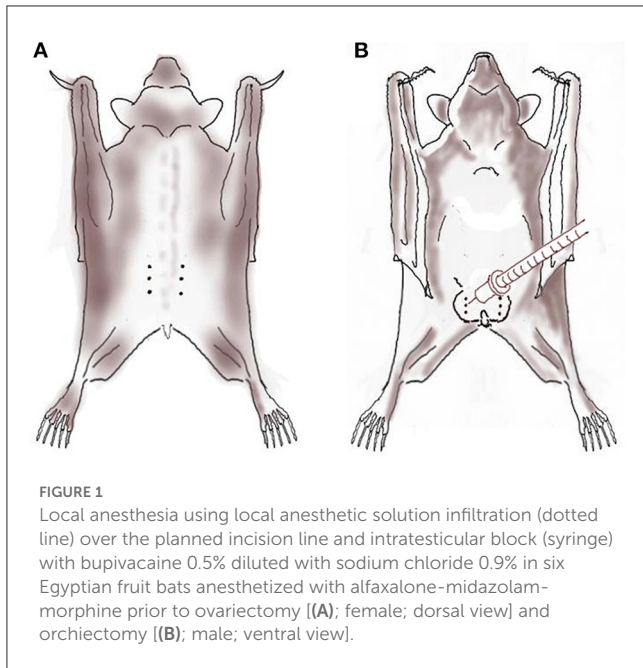 A
B
FIGURE 1
Local anesthesia using local anesthetic solution infiltration (dotted
line) over the planned incision line and intratesticular block (syringe)
with bupivacaine 0.5% diluted with sodium chloride 0.9% in six
Egyptian fruit bats anesthetized with alfaxalone-midazolam-
morphine prior to ovariectomy [(A); female; dorsal view] and
orchiectomy [(B); male; ventral view].